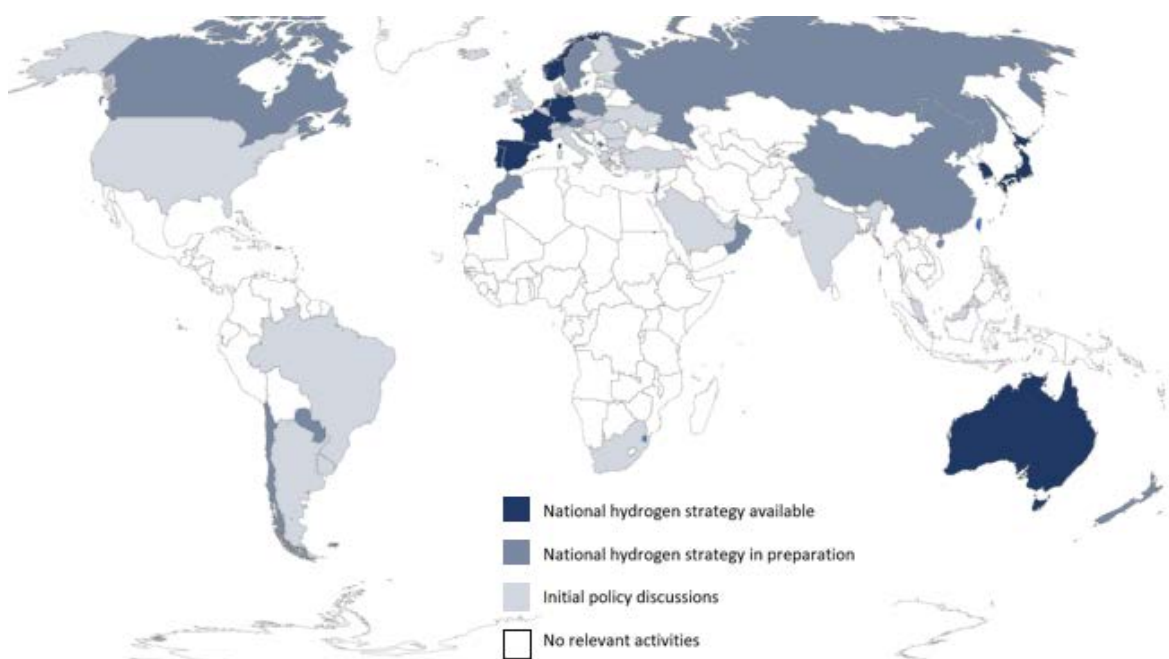 National hydrogen strategy available
National hydrogen strategy in preparation
Initial policy discussions
No relevant activities